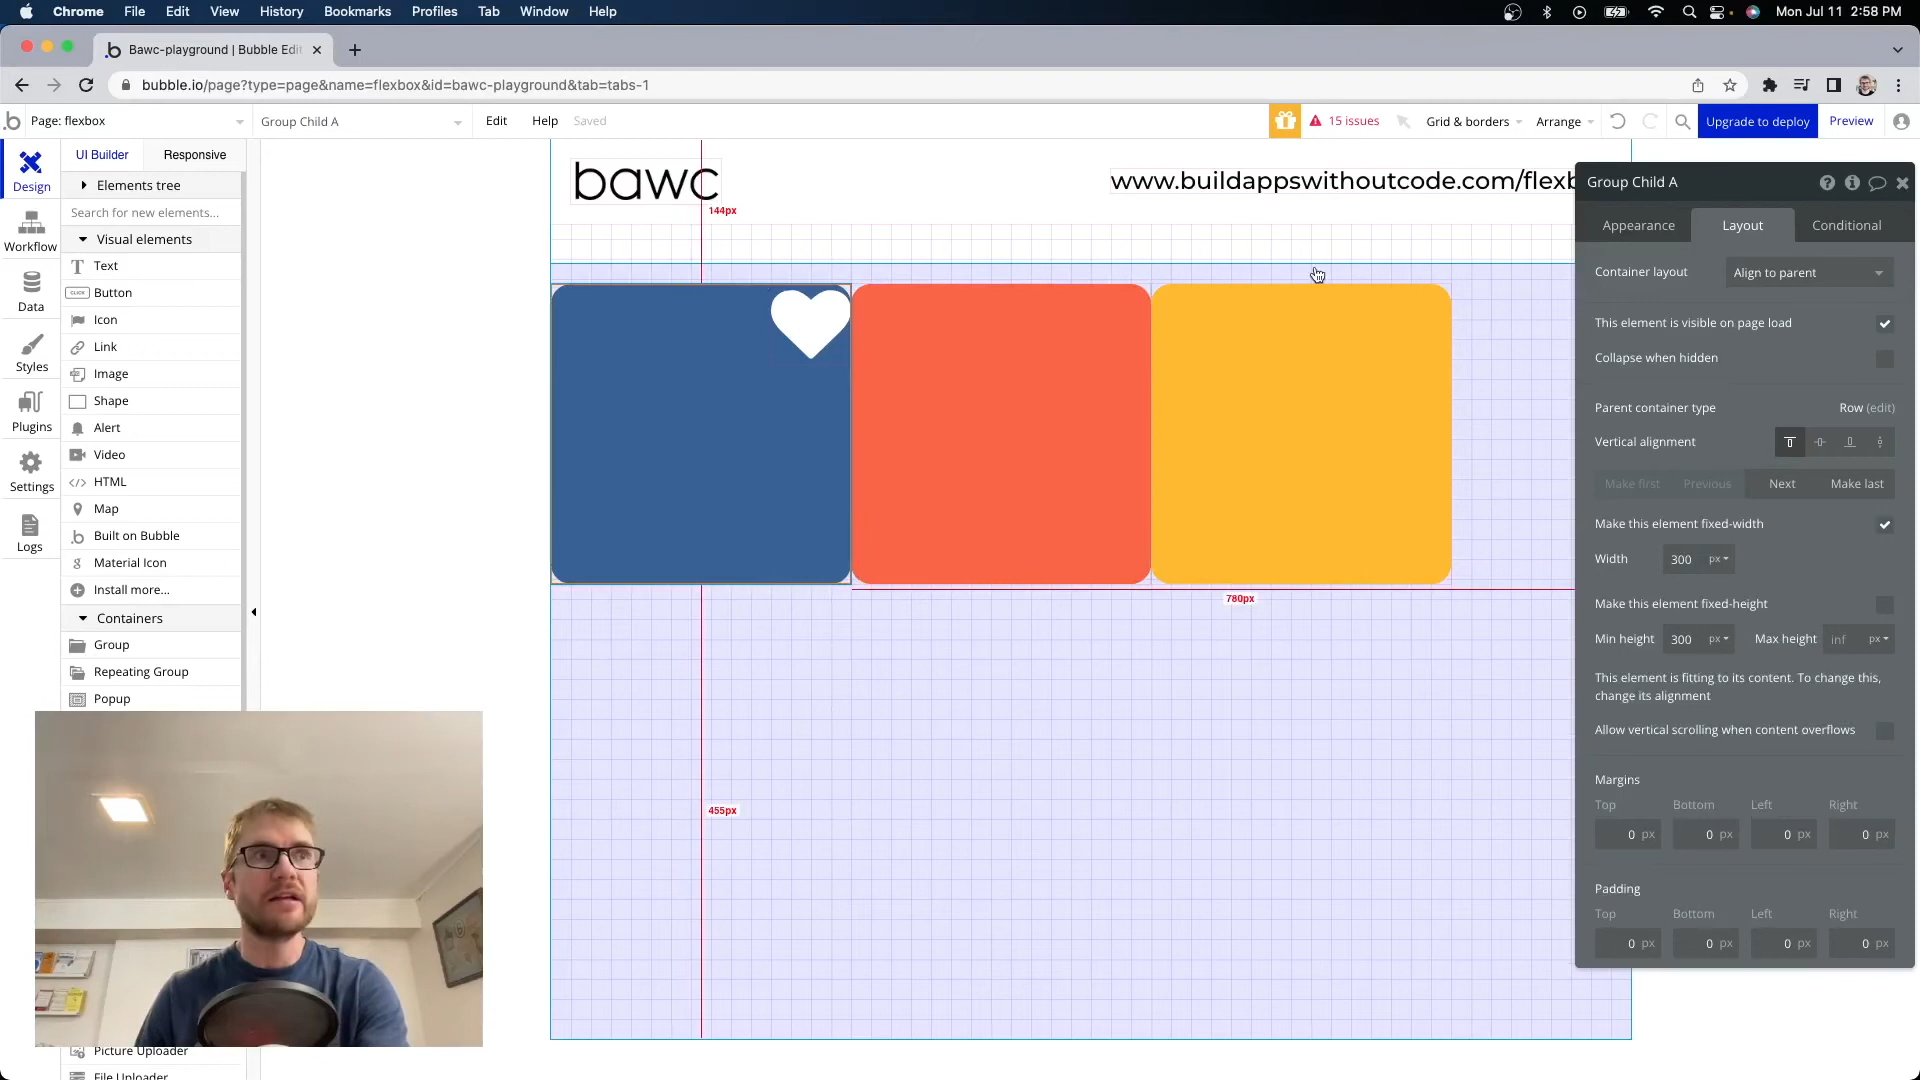 Chrome File Edit View History Bookmarks Profiles Tab Window Help Mon Jul 11 2:58 PM
Bawc-playground | Bubble Edit
bubble.io/page?type=page&name=flexbox&id=bawc-playground&tab=tabs-1
Page: flexbox Group Child A Edit Help Saved 15 issues Grid & borders Arrange Upgrade to deploy Preview
Design
Workflow
Data
Styles
Plugins
Settings
Logs
UI Builder Responsive
Elements tree
Search for new elements...
Visual elements
Text
CLICK Button
Icon
Link
Image
Shape
Alert
Video
HTML
Map
Built on Bubble
Material Icon
Install more...
Containers
Group
Repeating Group
Popup
Picture Uploader
File Uploader
bawc
www.buildappswithoutcode.com/flexb
144px
780px
455px
Group Child A
Appearance Layout Conditional
Container layout Align to parent
This element is visible on page load
Collapse when hidden
Parent container type Row (edit)
Vertical alignment
Make first Previous Next Make last
Make this element fixed-width
Width 300 px
Make this element fixed-height
Min height 300 px Max height inf px
This element is fitting to its content. To change this,
change its alignment
Allow vertical scrolling when content overflows
Margins
Top Bottom Left Right
0 px 0 px 0 px 0 px
Padding
Top Bottom Left Right
0 px 0 px 0 px 0 px